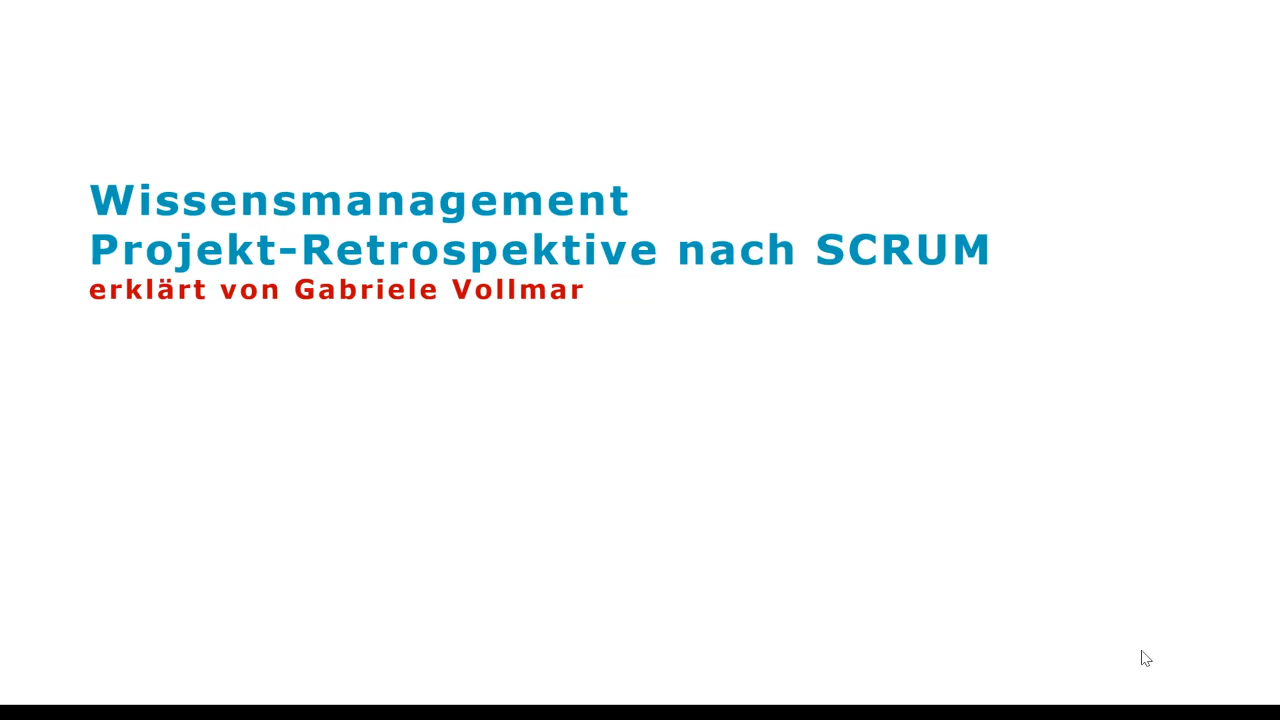 Wissensmanagement
Projekt-Retrospektive nach SCRUM
erklärt von Gabriele Vollmar